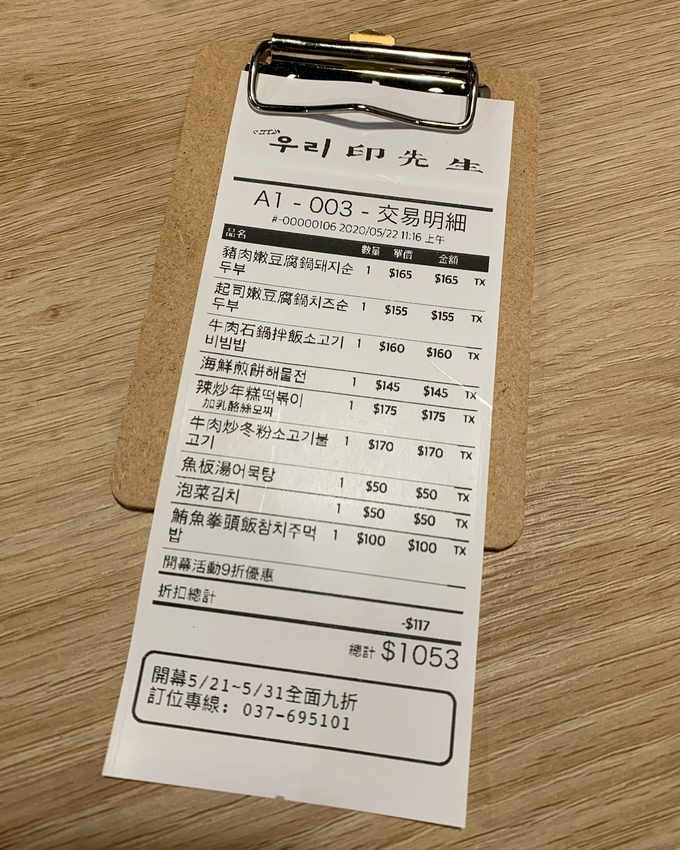 우리 印先生
A1 - 003 - 交易明細
#-00000106 2020/05/22 11:16 上午
品名 數量 單價 金額
豬肉嫩豆腐鍋돼지순 1 $165 $165 TX
두부
起司嫩豆腐鍋치즈순 1 $155 $155 TX
두부
牛肉石鍋拌飯소고기 1 $160 $160 TX
비빔밥
海鮮煎餅해물전 1 $145 $145 TX
辣炒年糕떡볶이 1 $175 $175 TX
加乳酪絲모짜
牛肉炒冬粉소고기불 1 $170 $170 TX
고기
魚板湯어묵탕 1 $50 $50 TX
泡菜김치 1 $50 $50 TX
鮪魚拳頭飯참치주먹 1 $100 $100 TX
밥
開幕活動9折優惠
折扣總計 -$117
總計 $1053
開幕5/21~5/31全面九折
訂位專線: 037-695101